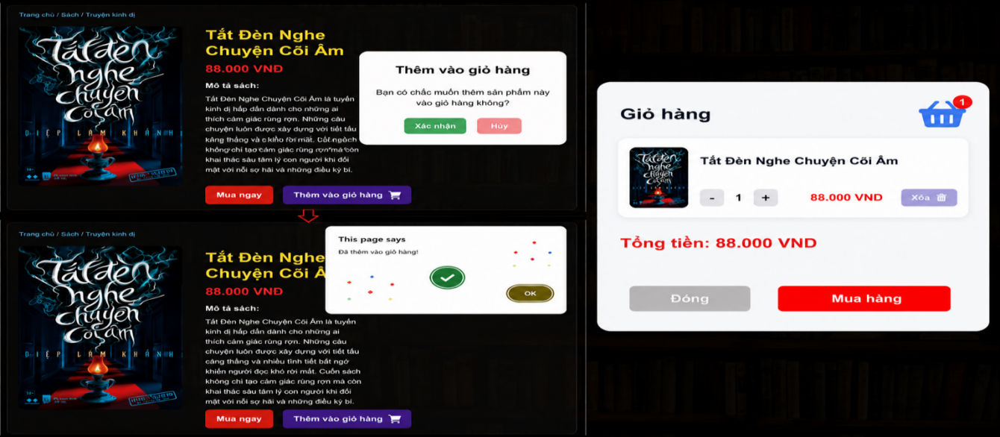 Trang chủ / Sách / Truyện kinh dị
Tắt đèn
nghe
chuyện
cõi âm
DIỆP LÂM KHÁNH
Tắt Đèn Nghe
Chuyện Cõi Âm
88.000 VNĐ
Mô tả sách:
Tắt Đèn Nghe Chuyện Cõi Âm là tuyển
kinh dị hấp dẫn dành cho những ai
thích cảm giác rùng rợn. Những câu
chuyện luôn được xây dựng với tiết tấu
căng thẳng và
không chỉ tạo cảm giác rùng rợn mà còn
khai thác sâu tâm lý con người khi đối
mặt với nỗi sợ hãi và những điều kỳ bí.
Mua ngay
Thêm vào giỏ hàng
Thêm vào giỏ hàng
Bạn có chắc muốn thêm sản phẩm này
vào giỏ hàng không?
Xác nhận
Hủy
Trang chủ / Sách / Truyện kinh dị
Tắt đèn
nghe
chuyện
cõi âm
DIỆP LÂM KHÁNH
Tắt Đèn Nghe
Chuyện Cõi
88.000 VNĐ
Mô tả sách:
Tắt Đèn Nghe Chuyện Cõi Âm là tuyển
kinh dị hấp dẫn dành cho những ai
thích cảm giác rùng rợn. Những câu
chuyện luôn được xây dựng với tiết tấu
căng thẳng và nhiều tình tiết bất ngờ
khiến người đọc khó rời mắt. Cuốn sách
không chỉ tạo cảm giác rùng rợn mà còn
khai thác sâu tâm lý con người khi đối
mặt với nỗi sợ hãi và những điều kỳ bí.
Mua ngay
Thêm vào giỏ hàng
This page says
Đã thêm vào giỏ hàng!
OK
Giỏ hàng
1
Tắt đèn
nghe
chuyện
cõi âm
Tắt Đèn Nghe Chuyện Cõi Âm
- 1 +
88.000 VND
Xóa
Tổng tiền: 88.000 VND
Đóng
Mua hàng